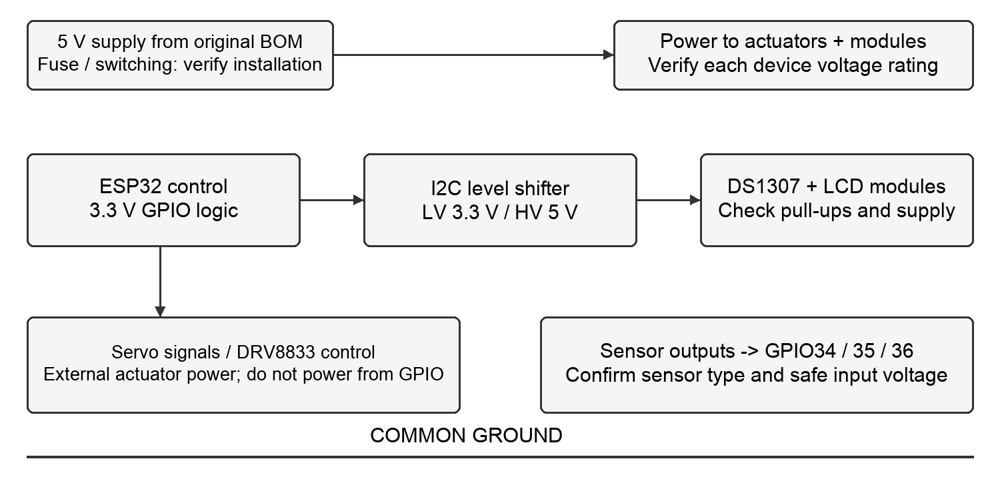 5 V supply from original BOM
Fuse / switching: verify installation
Power to actuators + modules
Verify each device voltage rating
ESP32 control
3.3 V GPIO logic
I2C level shifter
LV 3.3 V / HV 5 V
DS1307 + LCD modules
Check pull-ups and supply
Servo signals / DRV8833 control
External actuator power; do not power from GPIO
Sensor outputs -> GPIO34 / 35 / 36
Confirm sensor type and safe input voltage
COMMON GROUND